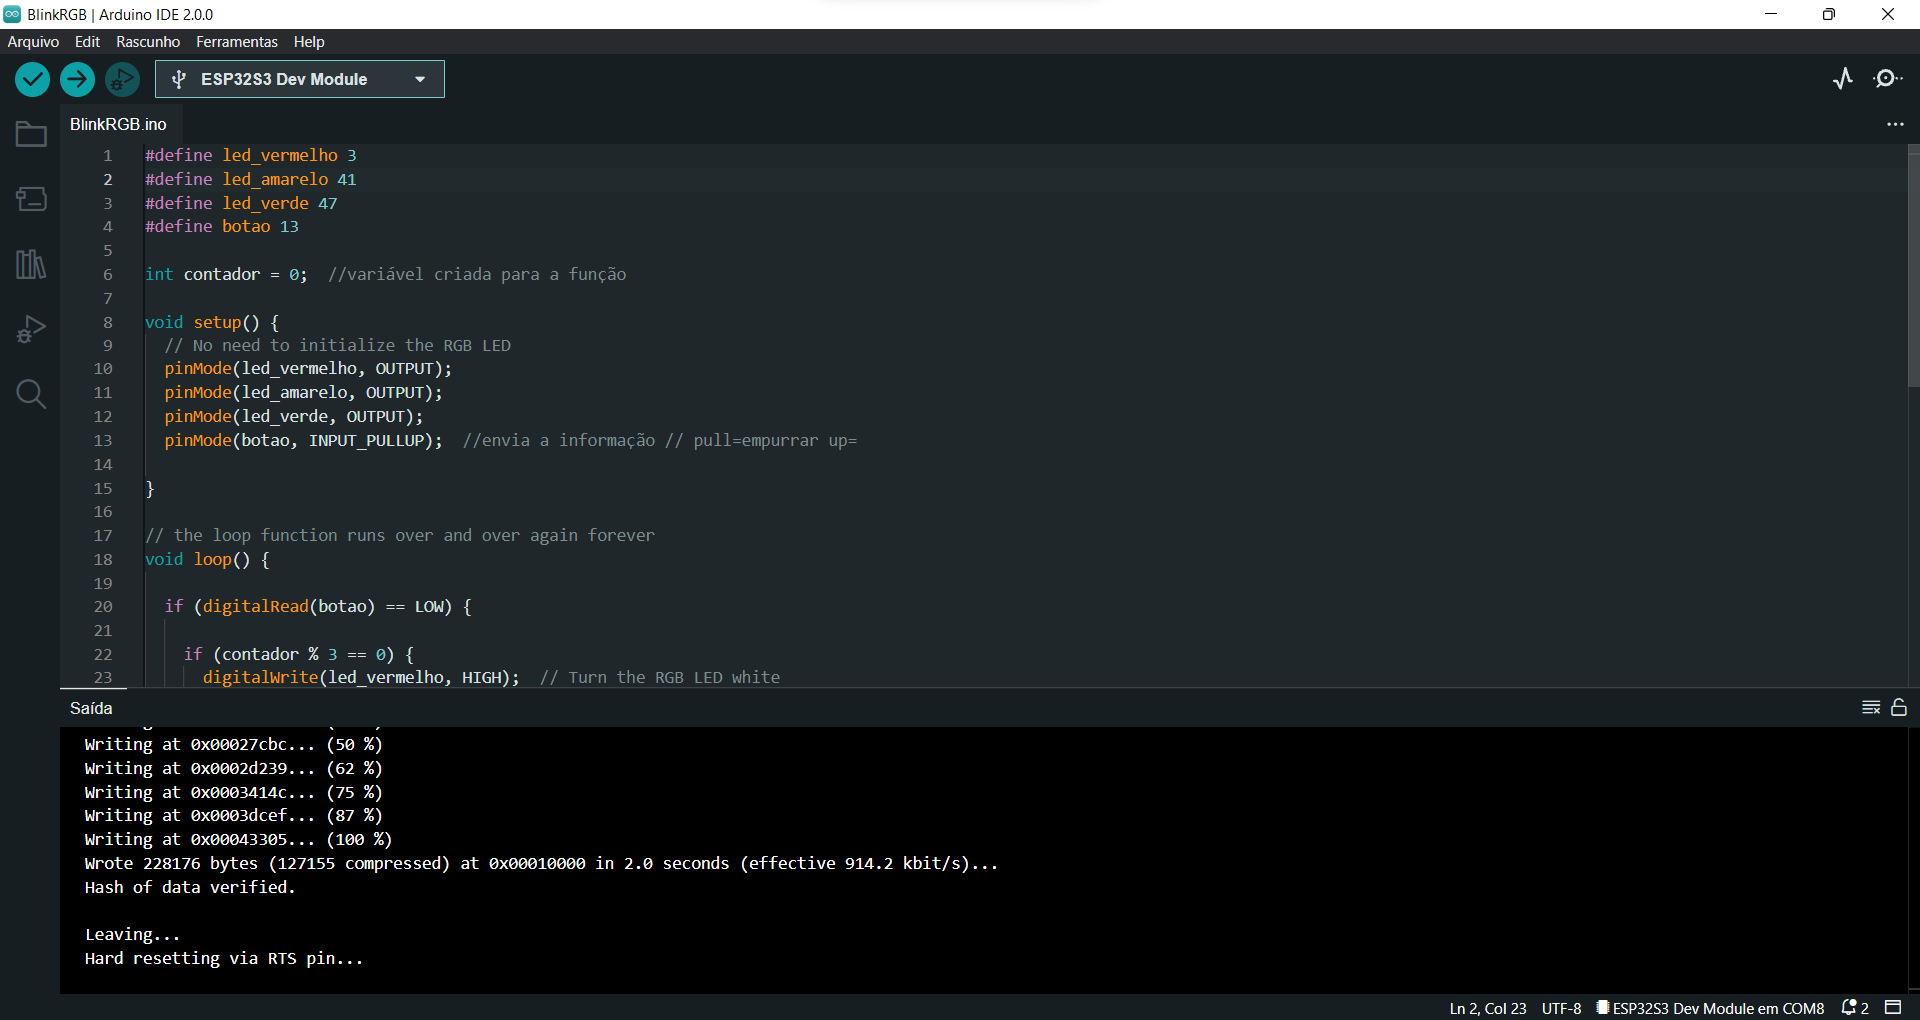 BlinkRGB | Arduino IDE 2.0.0
Arquivo Edit Rascunho Ferramentas Help
ESP32S3 Dev Module
BlinkRGB.ino
1 #define led_vermelho 3
2 #define led_amarelo 41
3 #define led_verde 47
4 #define botao 13
5
6 int contador = 0; //variável criada para a função
7
8 void setup() {
9 // No need to initialize the RGB LED
10 pinMode(led_vermelho, OUTPUT);
11 pinMode(led_amarelo, OUTPUT);
12 pinMode(led_verde, OUTPUT);
13 pinMode(botao, INPUT_PULLUP); //envia a informação // pull=empurrar up=
14
15 }
16
17 // the loop function runs over and over again forever
18 void loop() {
19
20 if (digitalRead(botao) == LOW) {
21
22 if (contador % 3 == 0) {
23 digitalWrite(led_vermelho, HIGH); // Turn the RGB LED white
Saída
Writing at 0x00027cbc... (50 %)
Writing at 0x0002d239... (62 %)
Writing at 0x0003414c... (75 %)
Writing at 0x0003dcef... (87 %)
Writing at 0x00043305... (100 %)
Wrote 228176 bytes (127155 compressed) at 0x00010000 in 2.0 seconds (effective 914.2 kbit/s)...
Hash of data verified.
Leaving...
Hard resetting via RTS pin...
Ln 2, Col 23 UTF-8 ESP32S3 Dev Module em COM8 2